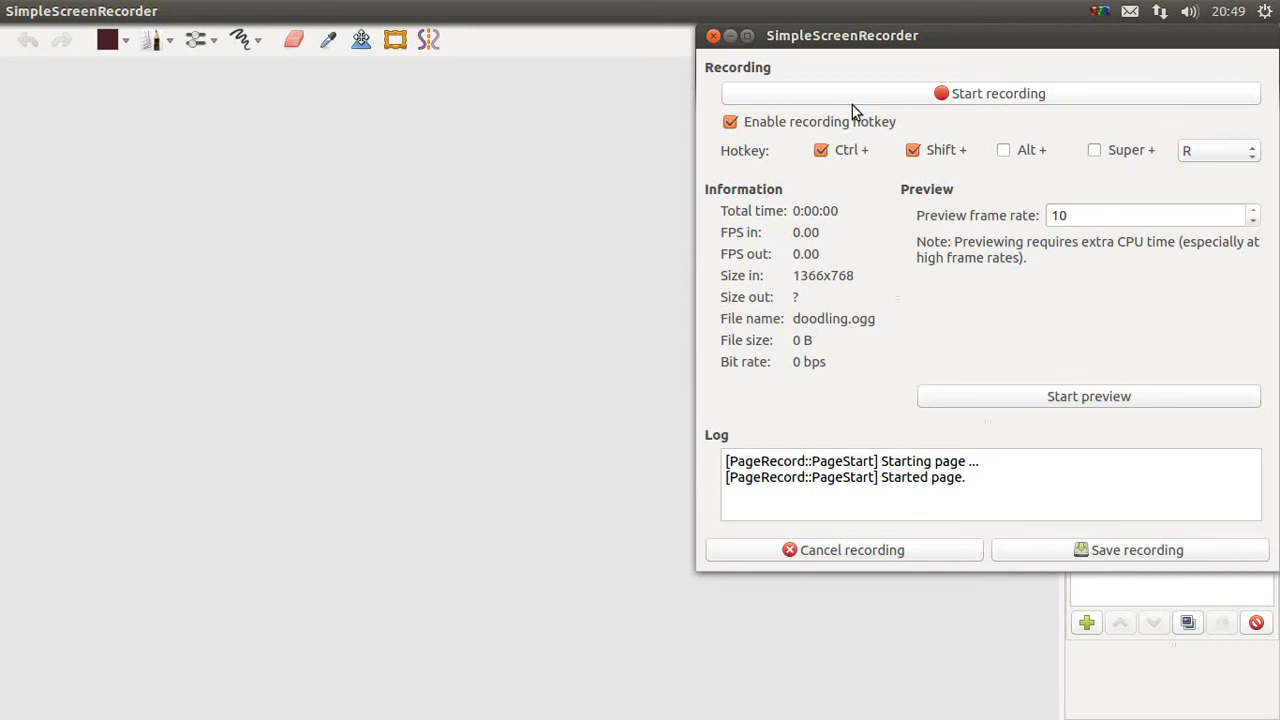 SimpleScreenRecorder
20:49
SimpleScreenRecorder
Recording
Start recording
Enable recording hotkey
Hotkey: Ctrl + Shift + Alt + Super + R
Information
Total time: 0:00:00
FPS in: 0.00
FPS out: 0.00
Size in: 1366x768
Size out: ?
File name: doodling.ogg
File size: 0 B
Bit rate: 0 bps
Preview
Preview frame rate: 10
Note: Previewing requires extra CPU time (especially at
high frame rates).
Start preview
Log
[PageRecord::PageStart] Starting page ...
[PageRecord::PageStart] Started page.
Cancel recording
Save recording